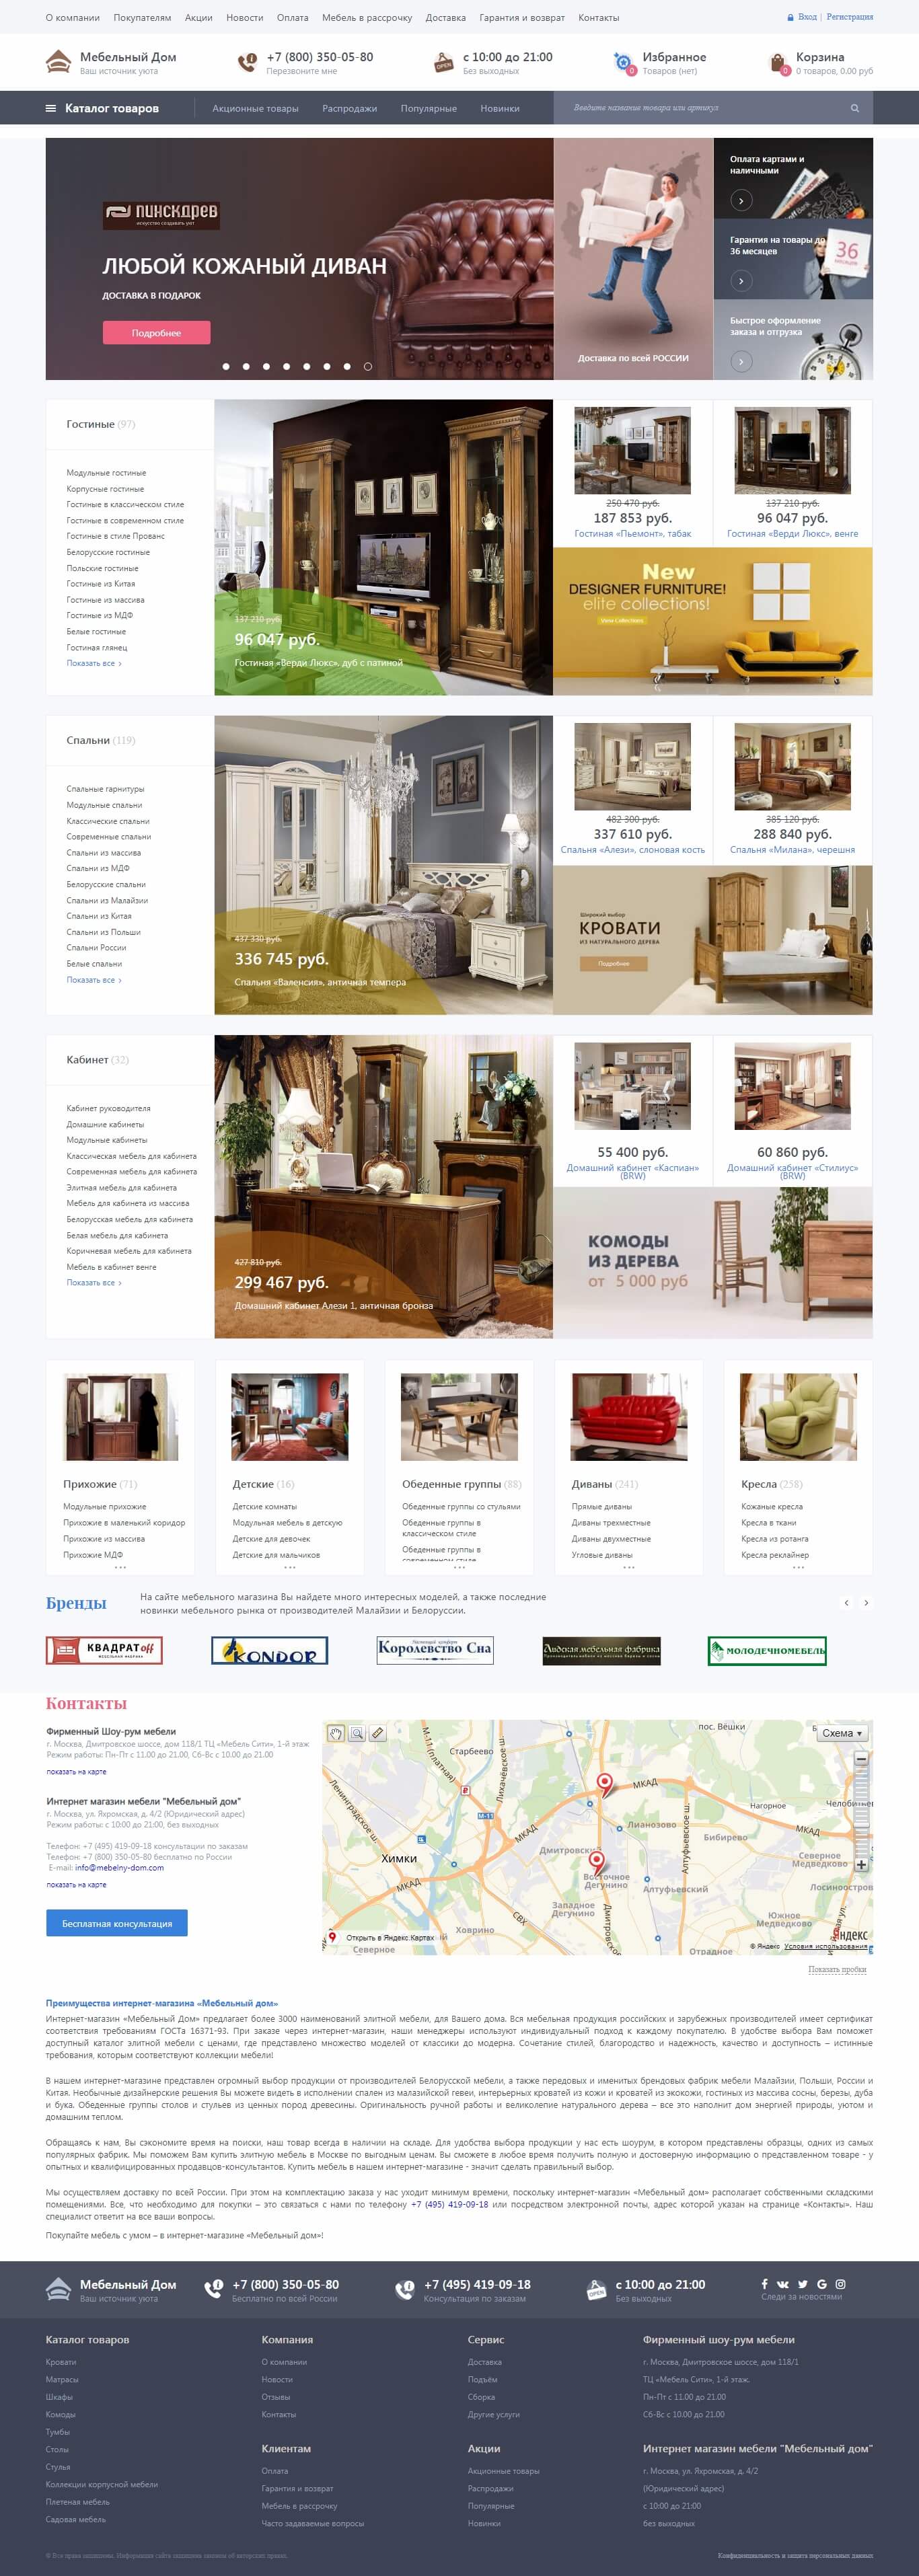 О компании Покупателям Акции Новости Оплата Мебель в рассрочку Доставка Гарантия и возврат Контакты Вход | Регистрация
Мебельный Дом
Ваш источник уюта
+7 (800) 350-05-80
Перезвоните мне
с 10:00 до 21:00
Без выходных
Избранное
Товаров (нет)
0
Корзина
0 товаров, 0.00 руб
0
Каталог товаров Акционные товары Распродажи Популярные Новинки Введите название товара или артикул
ПИНСКДРЕВ
искусство создавать уют
ЛЮБОЙ КОЖАНЫЙ ДИВАН
ДОСТАВКА В ПОДАРОК
Подробнее
Доставка по всей РОССИИ
Оплата картами и
наличными
Гарантия на товары до
36 месяцев
36
Быстрое оформление
заказа и отгрузка
Гостиные (97)
Модульные гостиные
Корпусные гостиные
Гостиные в классическом стиле
Гостиные в современном стиле
Гостиные в стиле Прованс
Белорусские гостиные
Польские гостиные
Гостиные из Китая
Гостиные из массива
Гостиные из МДФ
Белые гостиные
Гостиная глянец
Показать все
137 210 руб.
96 047 руб.
Гостиная «Верди Люкс», дуб с патиной
250 470 руб.
187 853 руб.
Гостиная «Пьемонт», табак
137 210 руб.
96 047 руб.
Гостиная «Верди Люкс», венге
New
DESIGNER FURNITURE!
elite collections!
View Collections
Спальни (119)
Спальные гарнитуры
Модульные спальни
Классические спальни
Современные спальни
Спальни из массива
Спальни из МДФ
Белорусские спальни
Спальни из Малайзии
Спальни из Китая
Спальни из Польши
Спальни России
Белые спальни
Показать все
437 330 руб.
336 745 руб.
Спальня «Валенсия», античная темпера
482 300 руб.
337 610 руб.
Спальня «Алези», слоновая кость
385 120 руб.
288 840 руб.
Спальня «Милана», черешня
Широкий выбор
КРОВАТИ
ИЗ НАТУРАЛЬНОГО ДЕРЕВА
Подробнее
Кабинет (32)
Кабинет руководителя
Домашние кабинеты
Модульные кабинеты
Классическая мебель для кабинета
Современная мебель для кабинета
Элитная мебель для кабинета
Мебель для кабинета из массива
Белорусская мебель для кабинета
Белая мебель для кабинета
Коричневая мебель для кабинета
Мебель в кабинет венге
Показать все
427 810 руб.
299 467 руб.
Домашний кабинет Алези 1, античная бронза
55 400 руб.
Домашний кабинет «Каспиан»
(BRW)
60 860 руб.
Домашний кабинет «Стилиус»
(BRW)
КОМОДЫ
ИЗ ДЕРЕВА
от 5 000 руб
Прихожие (71)
Модульные прихожие
Прихожие в маленький коридор
Прихожие из массива
Прихожие МДФ
Детские (16)
Детские комнаты
Модульная мебель в детскую
Детские для девочек
Детские для мальчиков
Обеденные группы (88)
Обеденные группы со стульями
Обеденные группы в
классическом стиле
Обеденные группы в
современном стиле
Диваны (241)
Прямые диваны
Диваны трехместные
Диваны двухместные
Угловые диваны
Кресла (258)
Кожаные кресла
Кресла в ткани
Кресла из ротанга
Кресла реклайнер
Бренды
На сайте мебельного магазина Вы найдете много интересных моделей, а также последние
новинки мебельного рынка от производителей Малайзии и Белоруссии.
КВАДРАТoff
МЕБЕЛЬНАЯ ФАБРИКА
KONDOR
Королевство Сна
Лидская мебельная фабрика
МОЛОДЕЧНОМЕБЕЛЬ
Контакты
Фирменный Шоу-рум мебели
г. Москва, Дмитровское шоссе, дом 118/1 ТЦ «Мебель Сити», 1-й этаж
Режим работы: Пн-Пт с 11.00 до 21.00, Сб-Вс с 10.00 до 21.00
показать на карте
Интернет магазин мебели "Мебельный дом"
г. Москва, ул. Яхромская, д. 4/2 (Юридический адрес)
Режим работы: с 10:00 до 21:00, без выходных
Телефон: +7 (495) 419-09-18 консультации по заказам
Телефон: +7 (800) 350-05-80 бесплатно по России
E-mail: info@mebelny-dom.com
показать на карте
Бесплатная консультация
пос. Вёшки
Схема
Старбеево
М-11 (платная)
Лихачёвское ш.
МКАД
Ленинградское ш.
М-11
Нагорное
Лианозово
Бибирево
МКАД
МКАД
Химки
Дмитровский
Северное
Медведково
Восточное
Дегунино
Алтуфьевский
Алтуфьевское ш.
Западное
Дегунино
Южное
Медведково
Лосиноостров
МКАД
СВХ
Ховрино
Открыть в Яндекс.Картах
Северное
Отрадное
Яндекс
© Яндекс Условия использования
Показать пробки
Преимущества интернет-магазина «Мебельный дом»
Интернет-магазин «Мебельный Дом» предлагает более 3000 наименований элитной мебели, для Вашего дома. Вся мебельная продукция российских и зарубежных производителей имеет сертификат
соответствия требованиям ГОСТа 16371-93. При заказе через интернет-магазин, наши менеджеры используют индивидуальный подход к каждому покупателю. В удобстве выбора Вам поможет
доступный каталог элитной мебели с ценами, где представлено множество моделей от классики до модерна. Сочетание стилей, благородство и надежность, качество и доступность – истинные
требования, которым соответствуют коллекции мебели!
В нашем интернет-магазине представлен огромный выбор продукции от производителей Белорусской мебели, а также передовых и именитых брендовых фабрик мебели Малайзии, Польши, России и
Китая. Необычные дизайнерские решения Вы можете видеть в исполнении спален из малазийской гевеи, интерьерных кроватей из кожи и кроватей из экокожи, гостиных из массива сосны, березы, дуба
и бука. Обеденные группы столов и стульев из ценных пород древесины. Оригинальность ручной работы и великолепие натурального дерева – все это наполнит дом энергией природы, уютом и
домашним теплом.
Обращаясь к нам, Вы сэкономите время на поиски, наш товар всегда в наличии на складе. Для удобства выбора продукции у нас есть шоурум, в котором представлены образцы, одних из самых
популярных фабрик. Мы поможем Вам купить элитную мебель в Москве по выгодным ценам. Вы сможете в любое время получить полную и достоверную информацию о представленном товаре - у
опытных и квалифицированных продавцов-консультантов. Купить мебель в нашем интернет-магазине - значит сделать правильный выбор.
Мы осуществляем доставку по всей России. При этом на комплектацию заказа у нас уходит минимум времени, поскольку интернет-магазин «Мебельный дом» располагает собственными складскими
помещениями. Все, что необходимо для покупки – это связаться с нами по телефону +7 (495) 419-09-18 или посредством электронной почты, адрес которой указан на странице «Контакты». Наш
специалист ответит на все ваши вопросы.
Покупайте мебель с умом – в интернет-магазине «Мебельный дом»!
Мебельный Дом
Ваш источник уюта
+7 (800) 350-05-80
Бесплатно по всей России
+7 (495) 419-09-18
Консультация по заказам
с 10:00 до 21:00
Без выходных
Следи за новостями
Каталог товаров
Кровати
Матрасы
Шкафы
Комоды
Тумбы
Столы
Стулья
Коллекции корпусной мебели
Плетеная мебель
Садовая мебель
Компания
О компании
Новости
Отзывы
Контакты
Клиентам
Оплата
Гарантия и возврат
Мебель в рассрочку
Часто задаваемые вопросы
Сервис
Доставка
Подъём
Сборка
Другие услуги
Акции
Акционные товары
Распродажи
Популярные
Новинки
Фирменный шоу-рум мебели
г. Москва, Дмитровское шоссе, дом 118/1
ТЦ «Мебель Сити», 1-й этаж.
Пн-Пт с 11.00 до 21.00
Сб-Вс с 10.00 до 21.00
Интернет магазин мебели "Мебельный дом"
г. Москва, ул. Яхромская, д. 4/2
(Юридический адрес)
с 10:00 до 21:00
без выходных
© Все права защищены. Информация сайта защищена законом об авторских правах.
Конфиденциальность и защита персональных данных